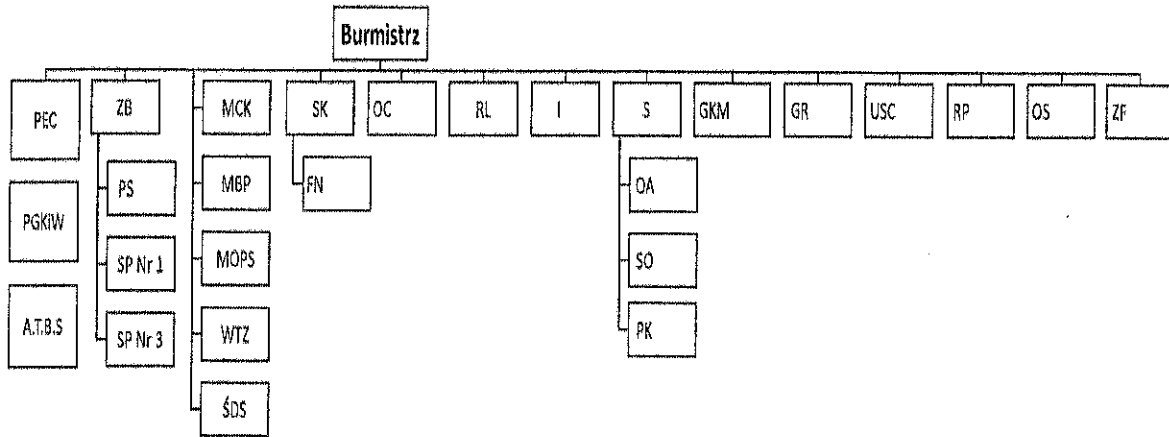 Burmistrz
PEC
ZB
MCK
SK
OC
RL
I
S
GKM
GR
USC
RP
OS
ZF
PS
MBP
FN
OA
PGKiW
SP Nr 1
MOPS
SO
A.T.B.S
SP Nr 3
WTZ
PK
ŚDS